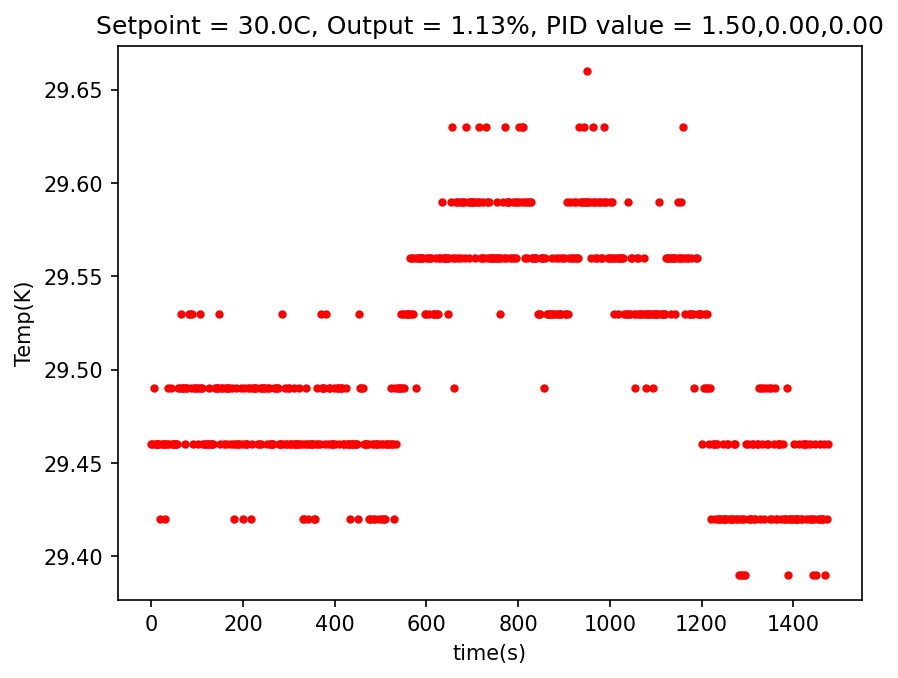 Setpoint = 30.0C, Output = 1.13%, PID value = 1.50,0.00,0.00
29.65
29.60
29.55
29.50
29.45
29.40
Temp(K)
0 200 400 600 800 1000 1200 1400
time(s)